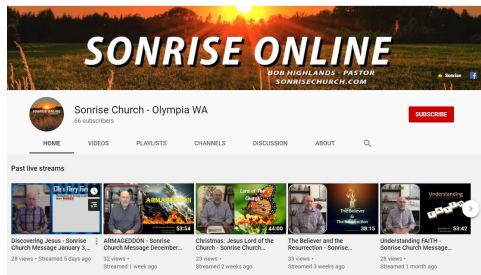 SONRISE ONLINE
BOB HIGHLANDS - PASTOR
SONRISECHURCH.COM
Sonrise
SONRISE ONLINE
Sonrise Church - Olympia WA
66 subscribers
SUBSCRIBE
HOME VIDEOS PLAYLISTS CHANNELS DISCUSSION ABOUT
Past live streams
ARMAGEDDON
53:54
Lord of The
Church
44:00
The Believer
and
The Resurrection
38:15
Understanding
53:42
Discovering Jesus - Sonrise
Church Message January 3,...
28 views • Streamed 5 days ago
ARMAGEDDON - Sonrise
Church Message December...
32 views •
Streamed 1 week ago
Christmas: Jesus Lord of the
Church - Sonrise Church...
23 views •
Streamed 2 weeks ago
The Believer and the
Resurrection - Sonrise...
33 views •
Streamed 3 weeks ago
Understanding FAITH -
Sonrise Church Message...
28 views •
Streamed 1 month ago